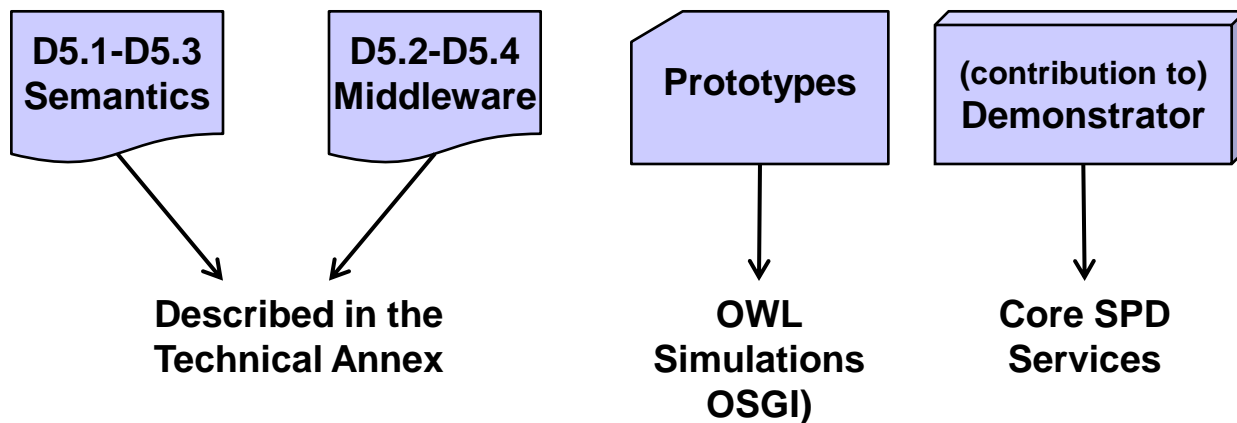 D5.1-D5.3
Semantics
D5.2-D5.4
Middleware
Prototypes
(contribution to)
Demonstrator
Described in the
Technical Annex
OWL
Simulations
OSGI)
Core SPD
Services